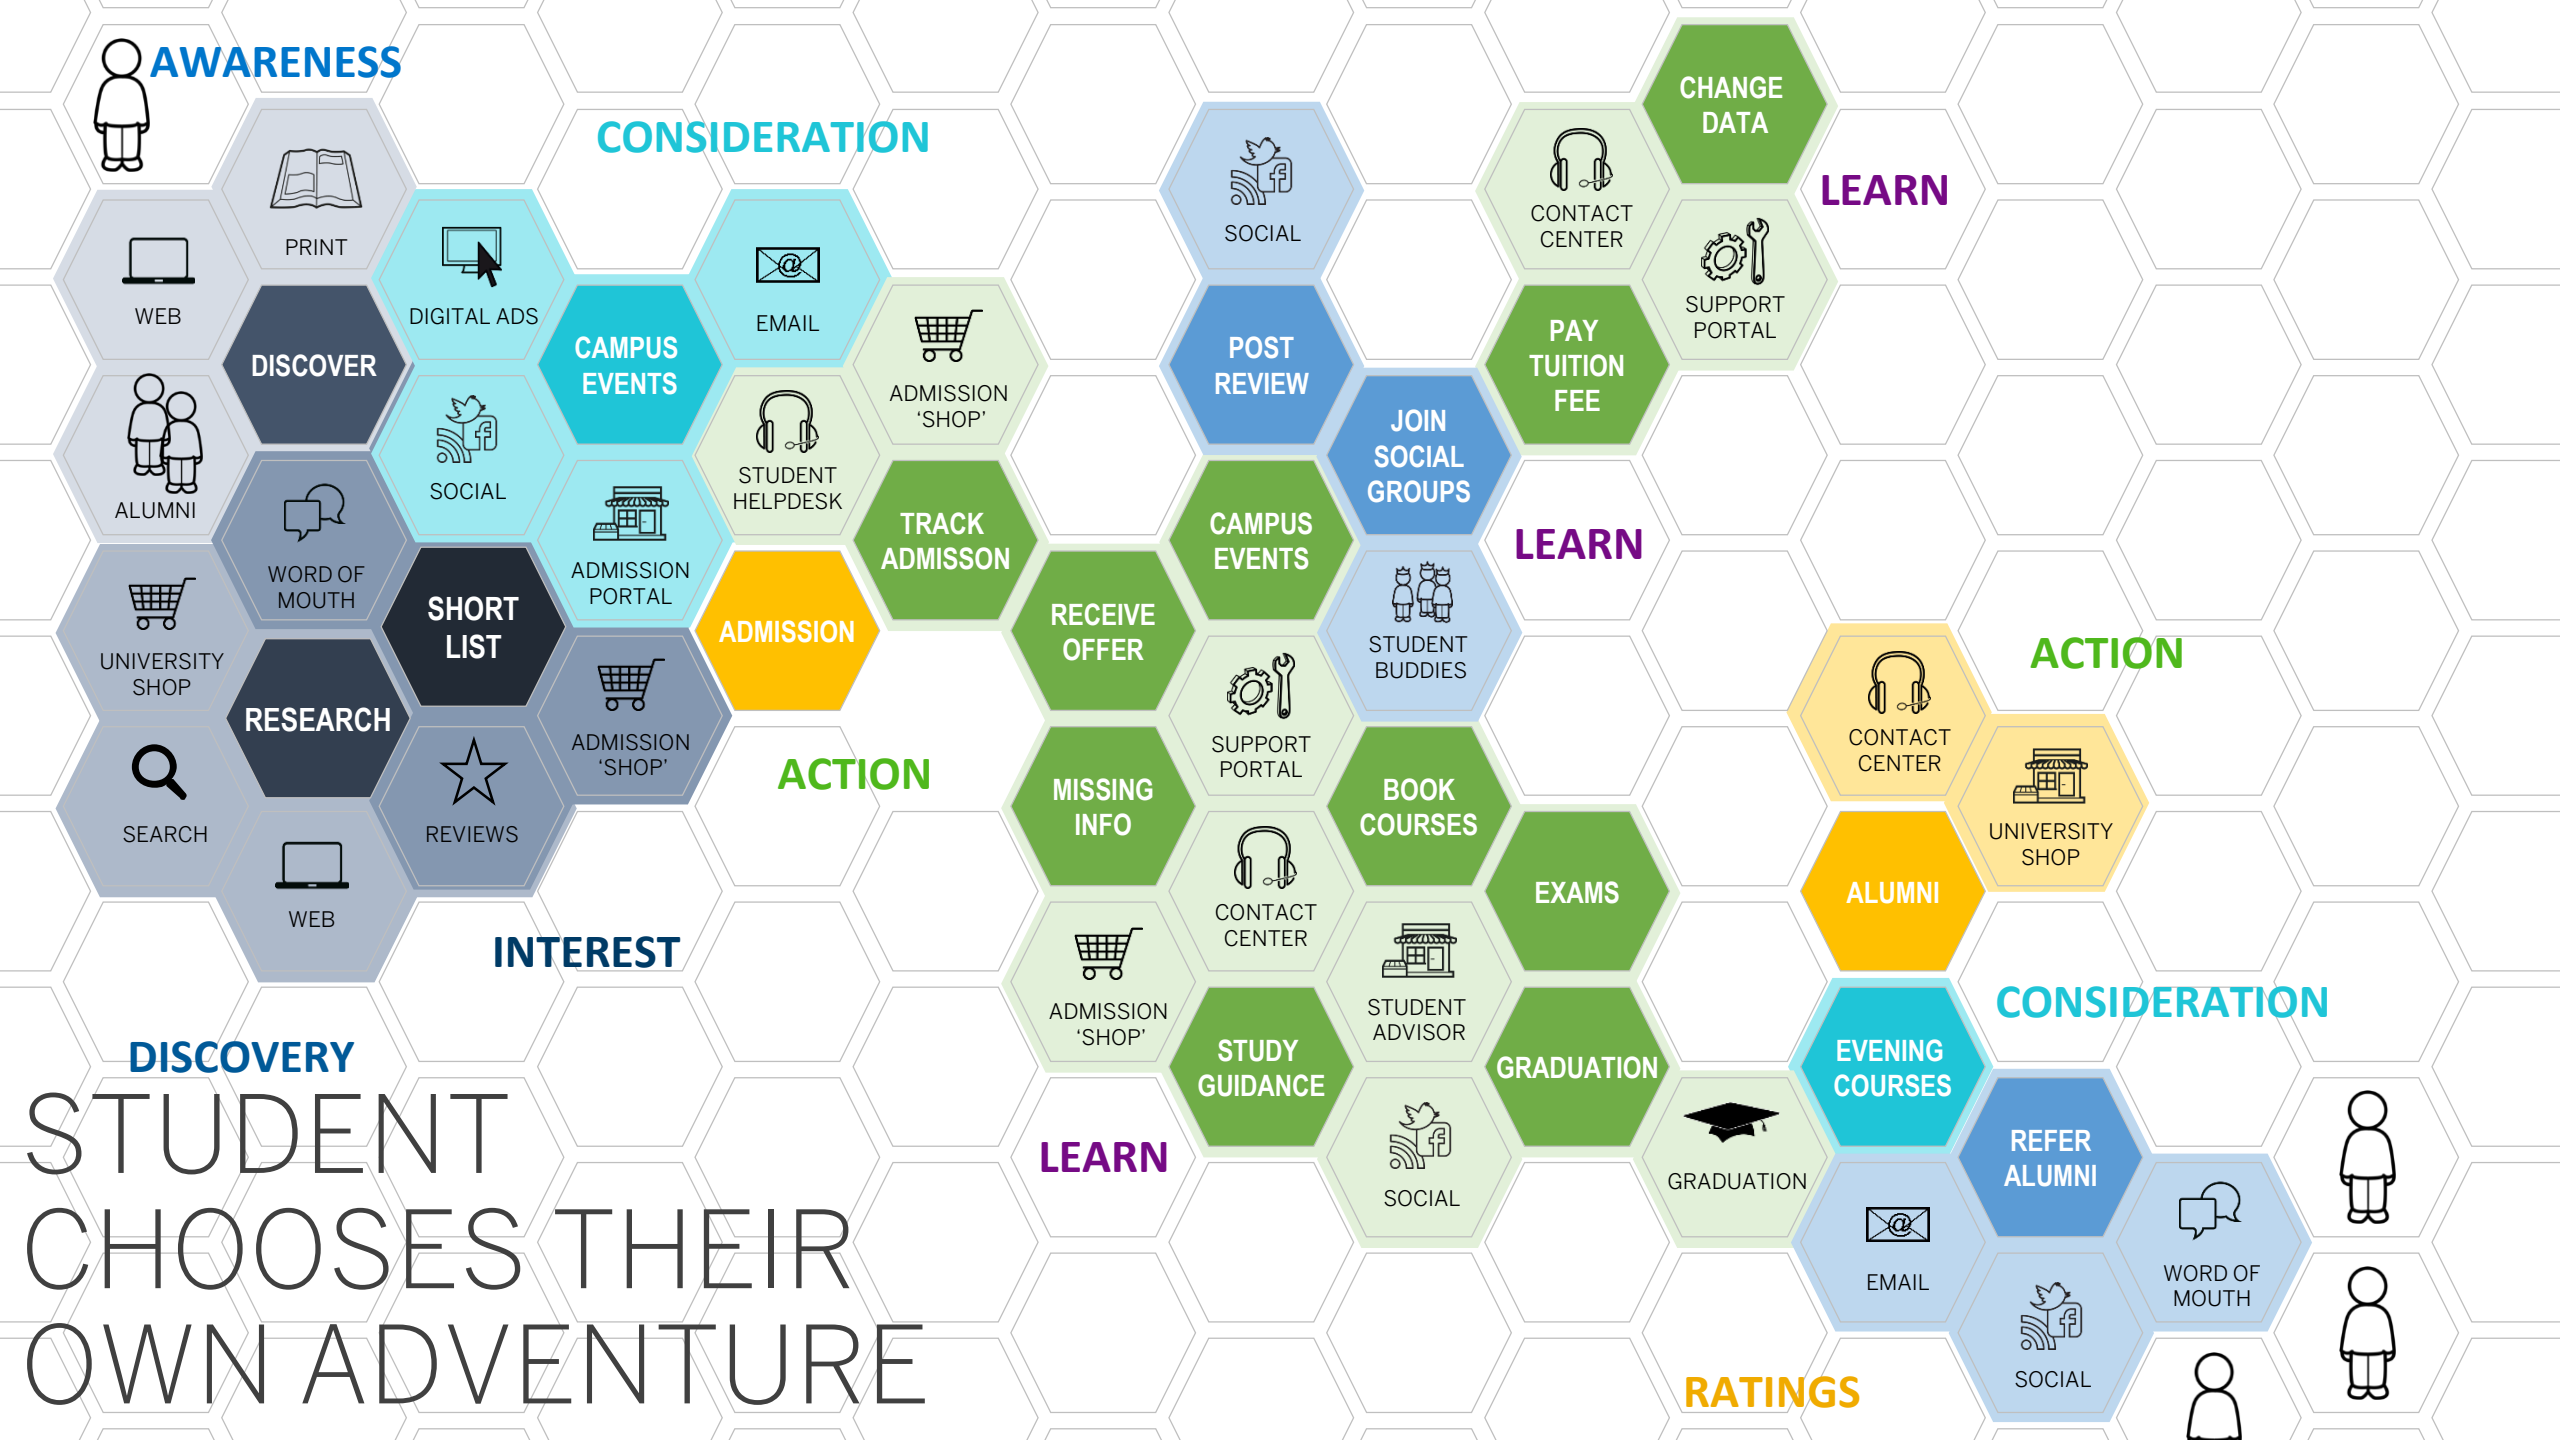 AWARENESS
PRINT
WEB
DISCOVER
ALUMNI
WORD OF
MOUTH
UNIVERSITY
SHOP
RESEARCH
SEARCH
WEB
REVIEWS
SHORT
LIST
ADMISSION
'SHOP'
INTEREST
DISCOVERY
CONSIDERATION
DIGITAL ADS
CAMPUS
EVENTS
EMAIL
SOCIAL
ADMISSION
PORTAL
STUDENT
HELPDESK
ADMISSION
'SHOP'
TRACK
ADMISSON
ADMISSION
ACTION
SOCIAL
POST
REVIEW
JOIN
SOCIAL
GROUPS
CAMPUS
EVENTS
STUDENT
BUDDIES
RECEIVE
OFFER
SUPPORT
PORTAL
MISSING
INFO
BOOK
COURSES
CONTACT
CENTER
EXAMS
ADMISSION
'SHOP'
STUDENT
ADVISOR
STUDY
GUIDANCE
GRADUATION
SOCIAL
GRADUATION
LEARN
CHANGE
DATA
CONTACT
CENTER
LEARN
SUPPORT
PORTAL
PAY
TUITION
FEE
LEARN
ACTION
CONTACT
CENTER
UNIVERSITY
SHOP
ALUMNI
CONSIDERATION
EVENING
COURSES
REFER
ALUMNI
EMAIL
WORD OF
MOUTH
SOCIAL
RATINGS
STUDENT
CHOOSES THEIR
OWN ADVENTURE